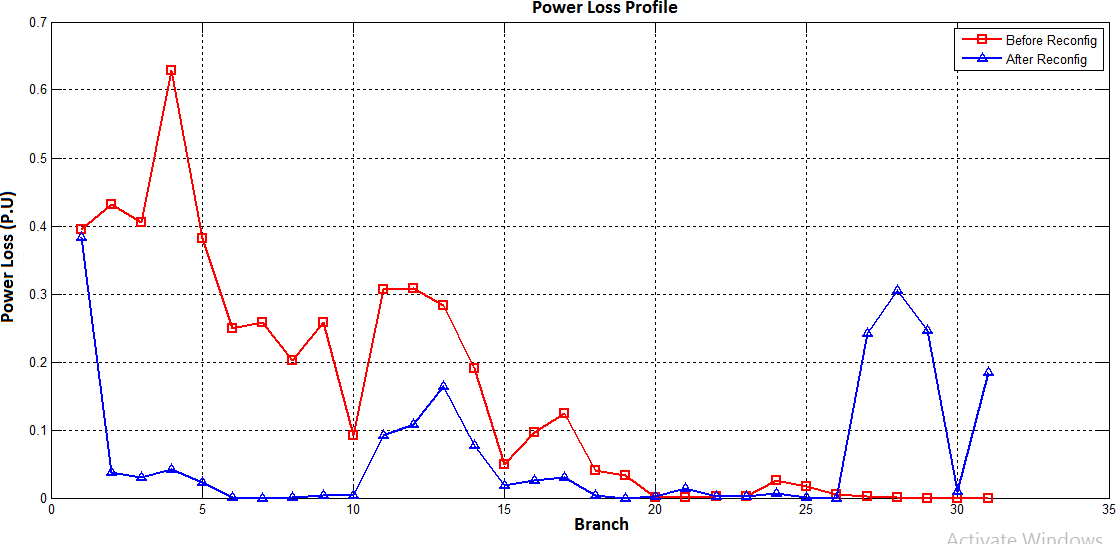 Power Loss Profile
Before Reconfig
After Reconfig
Power Loss (P.U)
0.7
0.6
0.5
0.4
0.3
0.2
0.1
0
0 5 10 15 20 25 30 35
Branch
Activate Windows